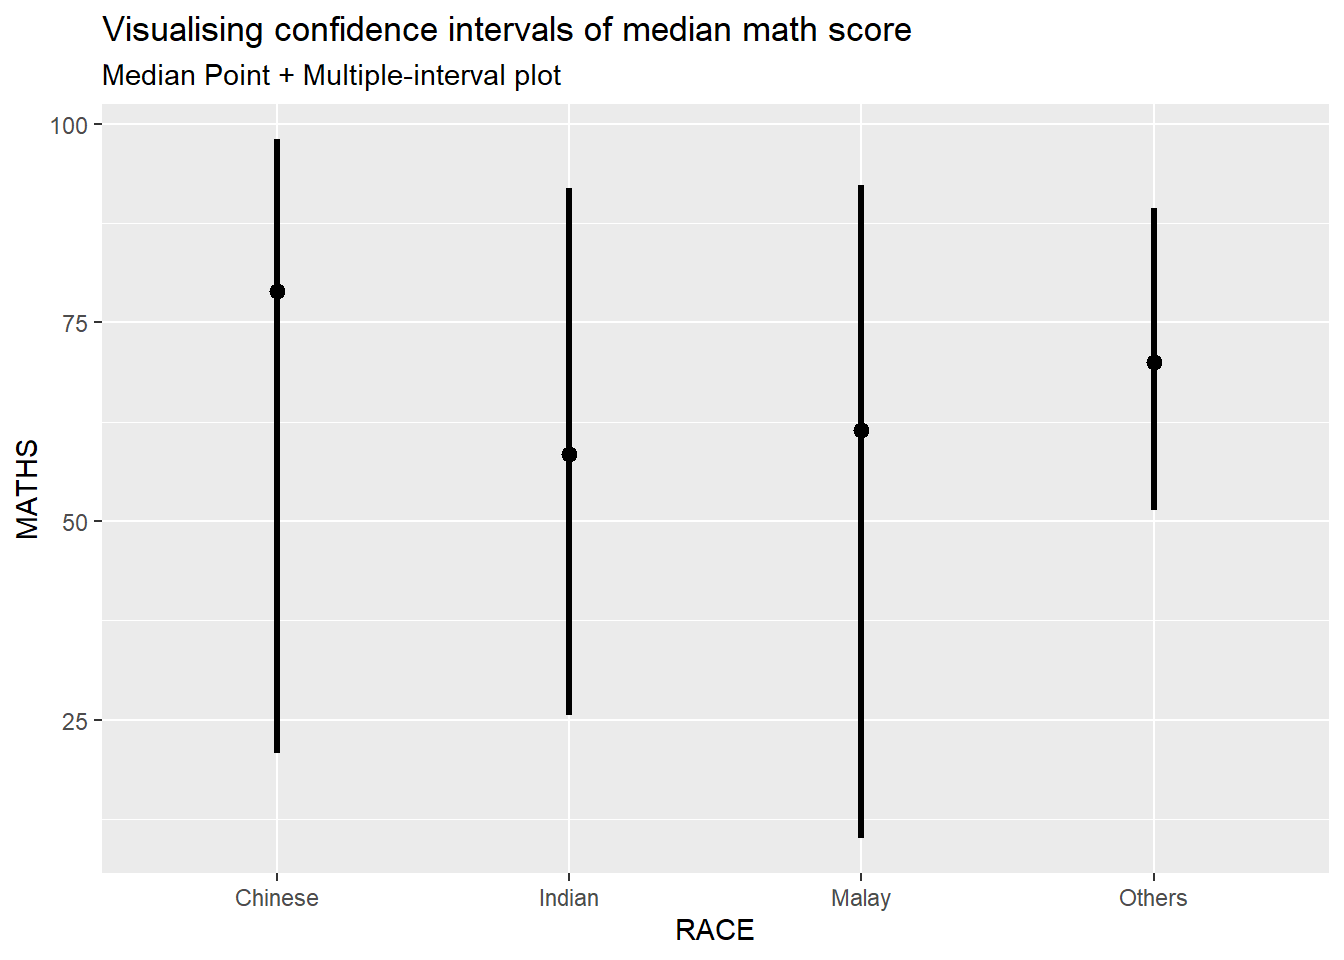 Visualising confidence intervals of median math score
Median Point + Multiple-interval plot
100
75
50
25
MATHS
Chinese Indian Malay Others
RACE